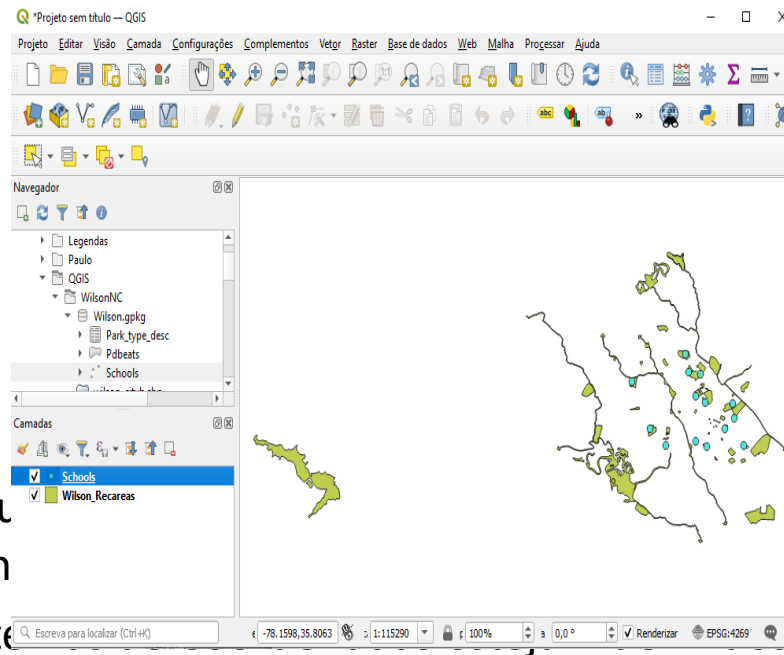 *Projeto sem título — QGIS
Projeto Editar Visão Camada Configurações Complementos Vetor Raster Base de dados Web Malha Processar Ajuda
abc
ab
»
Navegador
Legendas
Paulo
QGIS
WilsonNC
Wilson.gpkg
Park_type_desc
Pdbeats
Schools
Camadas
Schools
Wilson_Recareas
Escreva para localizar (Ctrl+K)
-78.1598,35.8063 1:115290 100% 0,0 ° Renderizar EPSG:4269